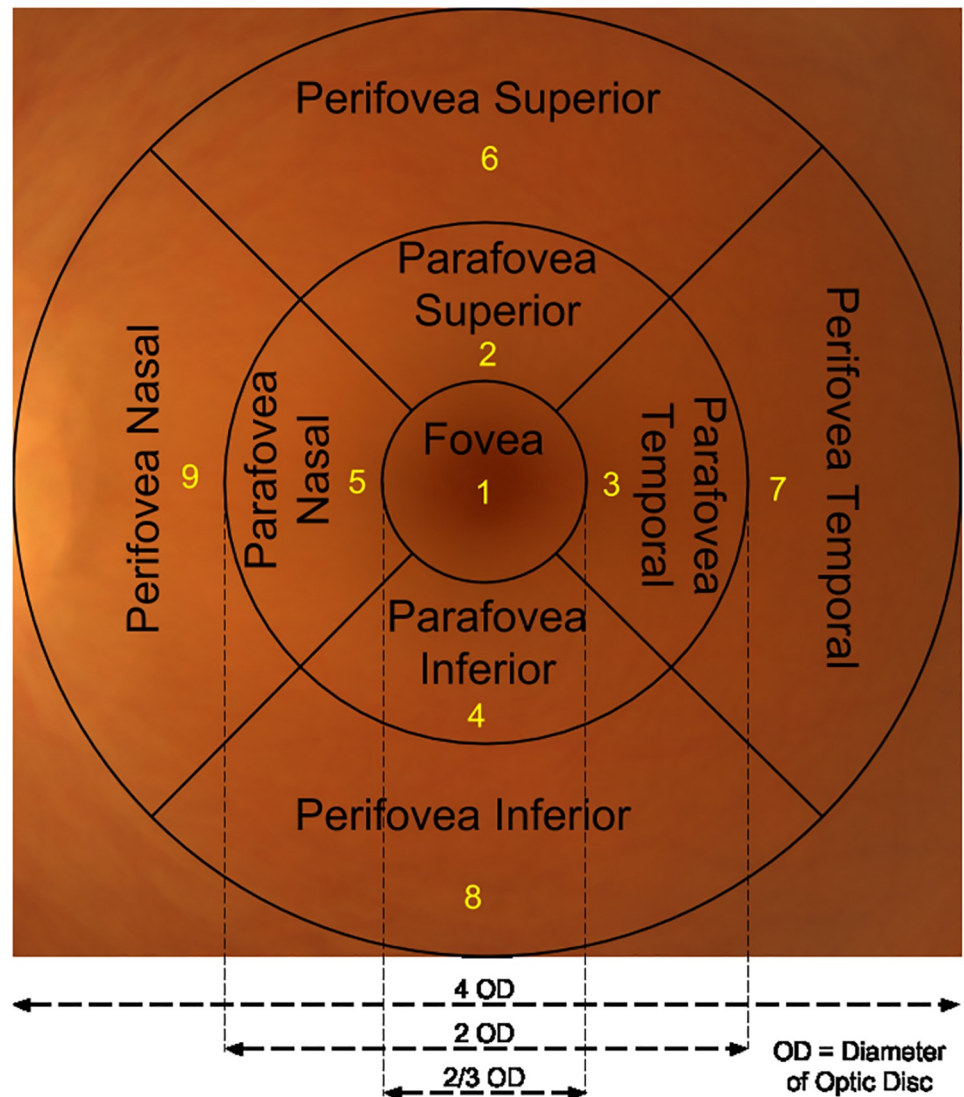 Perifovea Superior
6
Parafovea
Superior
2
Perifovea Nasal
9
Parafovea
Nasal
5
Fovea
1
3
Parafovea
Temporal
7
Perifovea Temporal
Parafovea
Inferior
4
Perifovea Inferior
8
4 OD
2 OD
2/3 OD
OD = Diameter
of Optic Disc